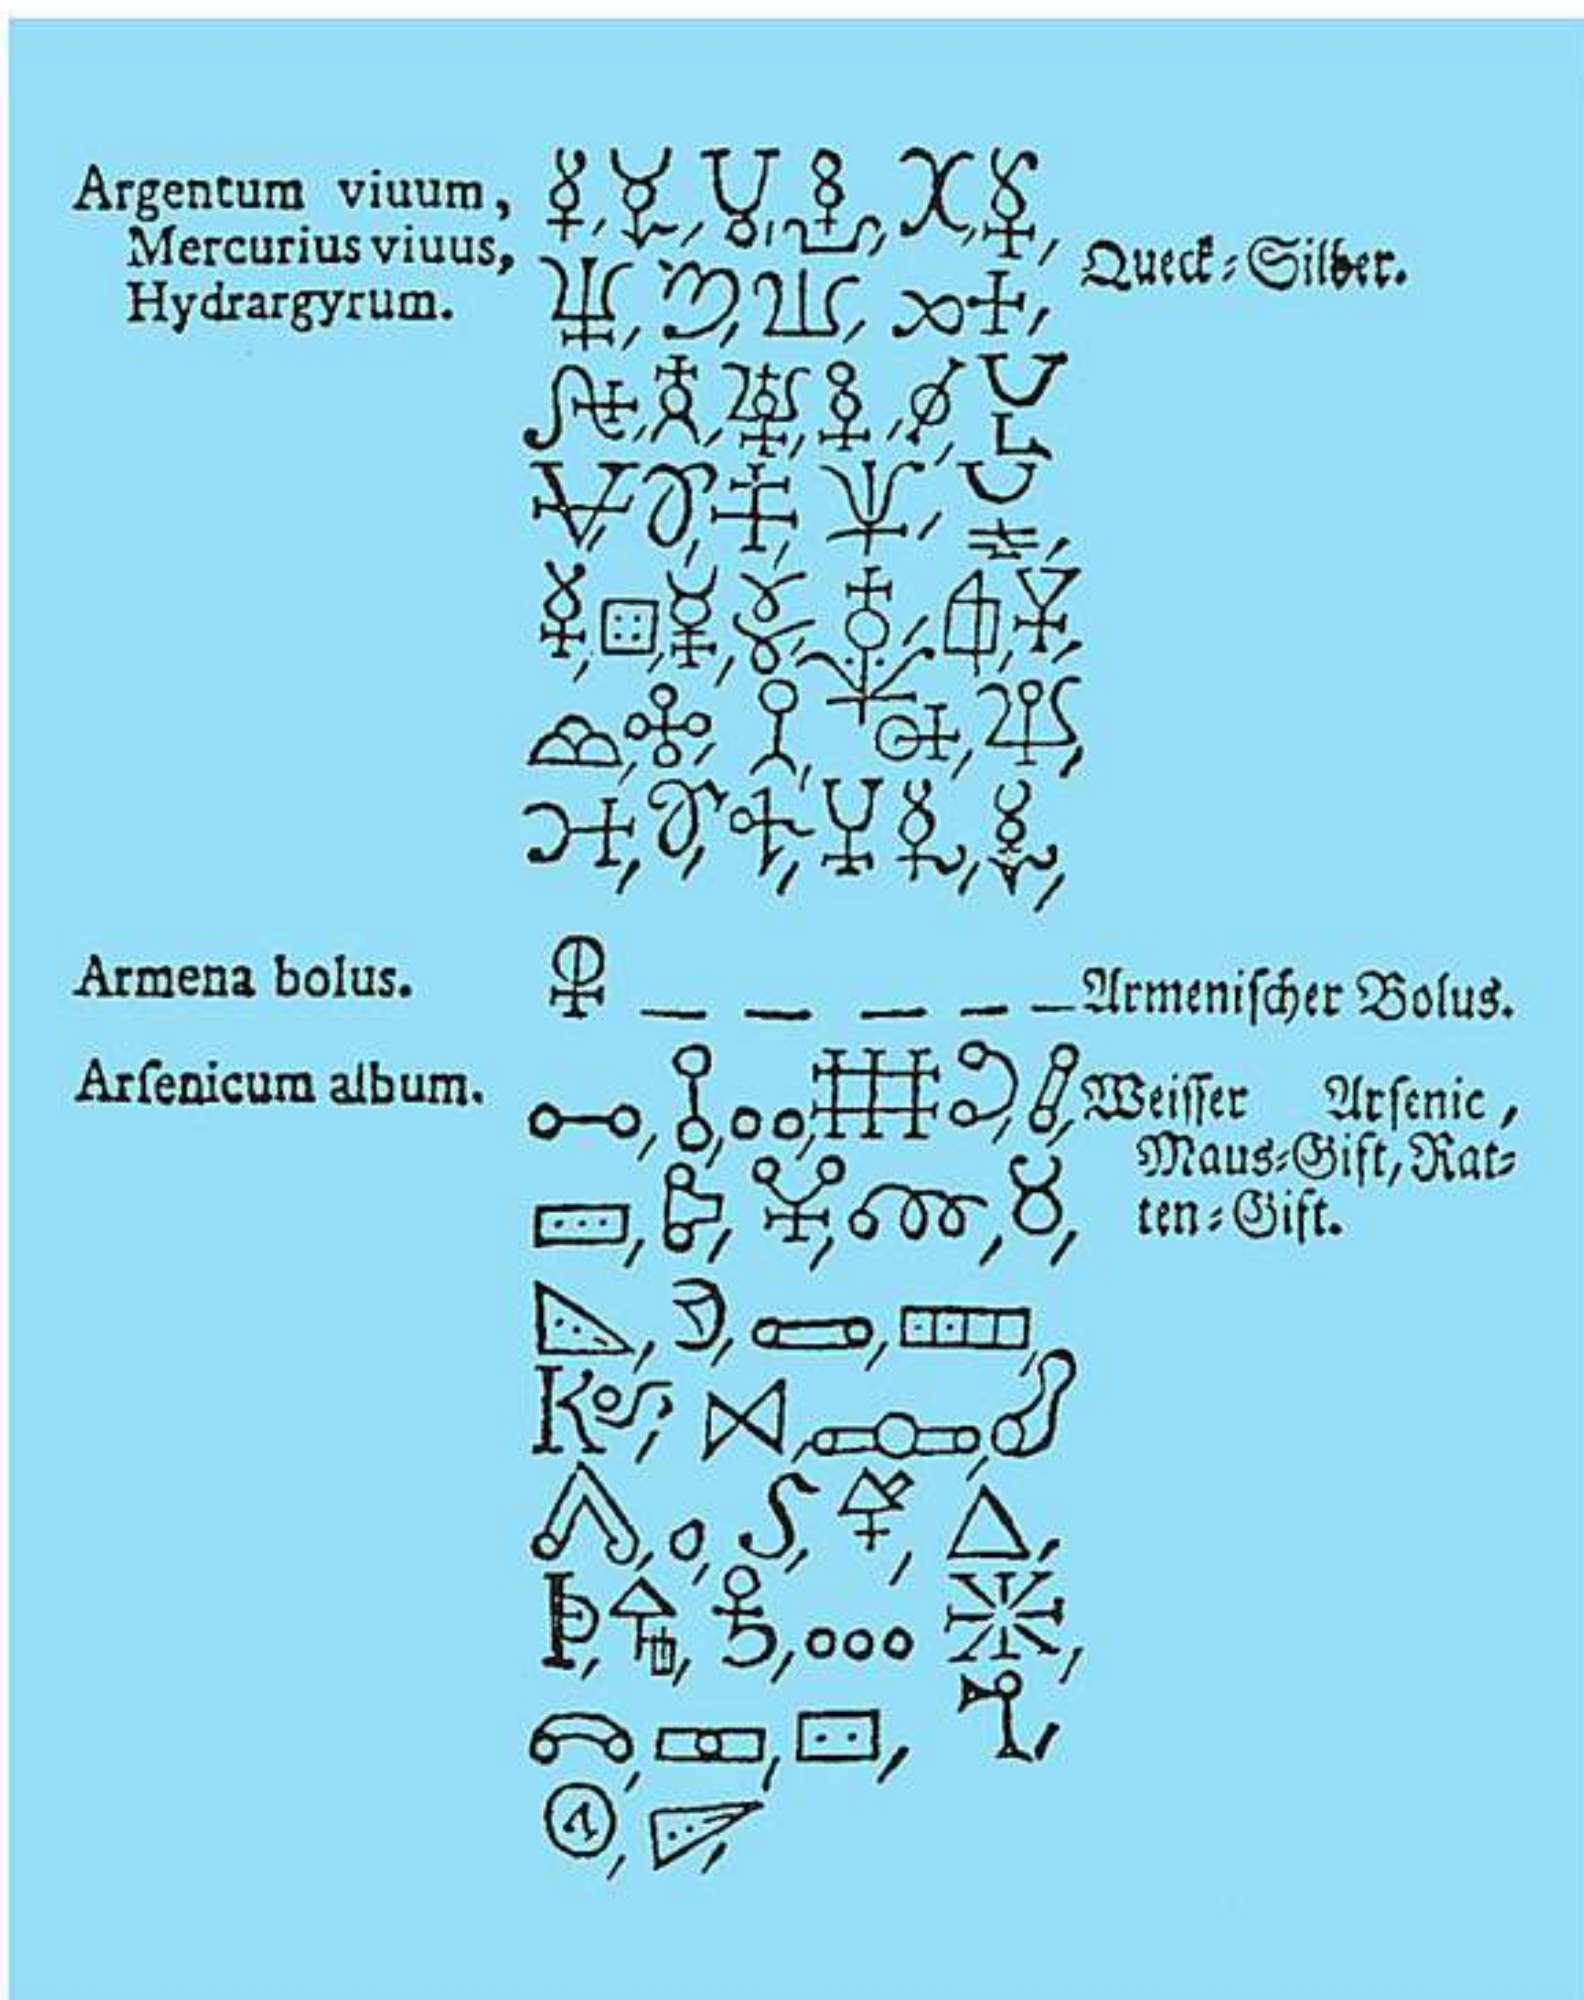 Argentum viuum,
Mercurius viuus,
Hydrargyrum.
Queck⸗Silber.
Armena bolus.
Armeniſcher Bolus.
Arſenicum album.
Weiſſer Arſenic,
Maus⸗Gift, Rat⸗
ten⸗Gift.